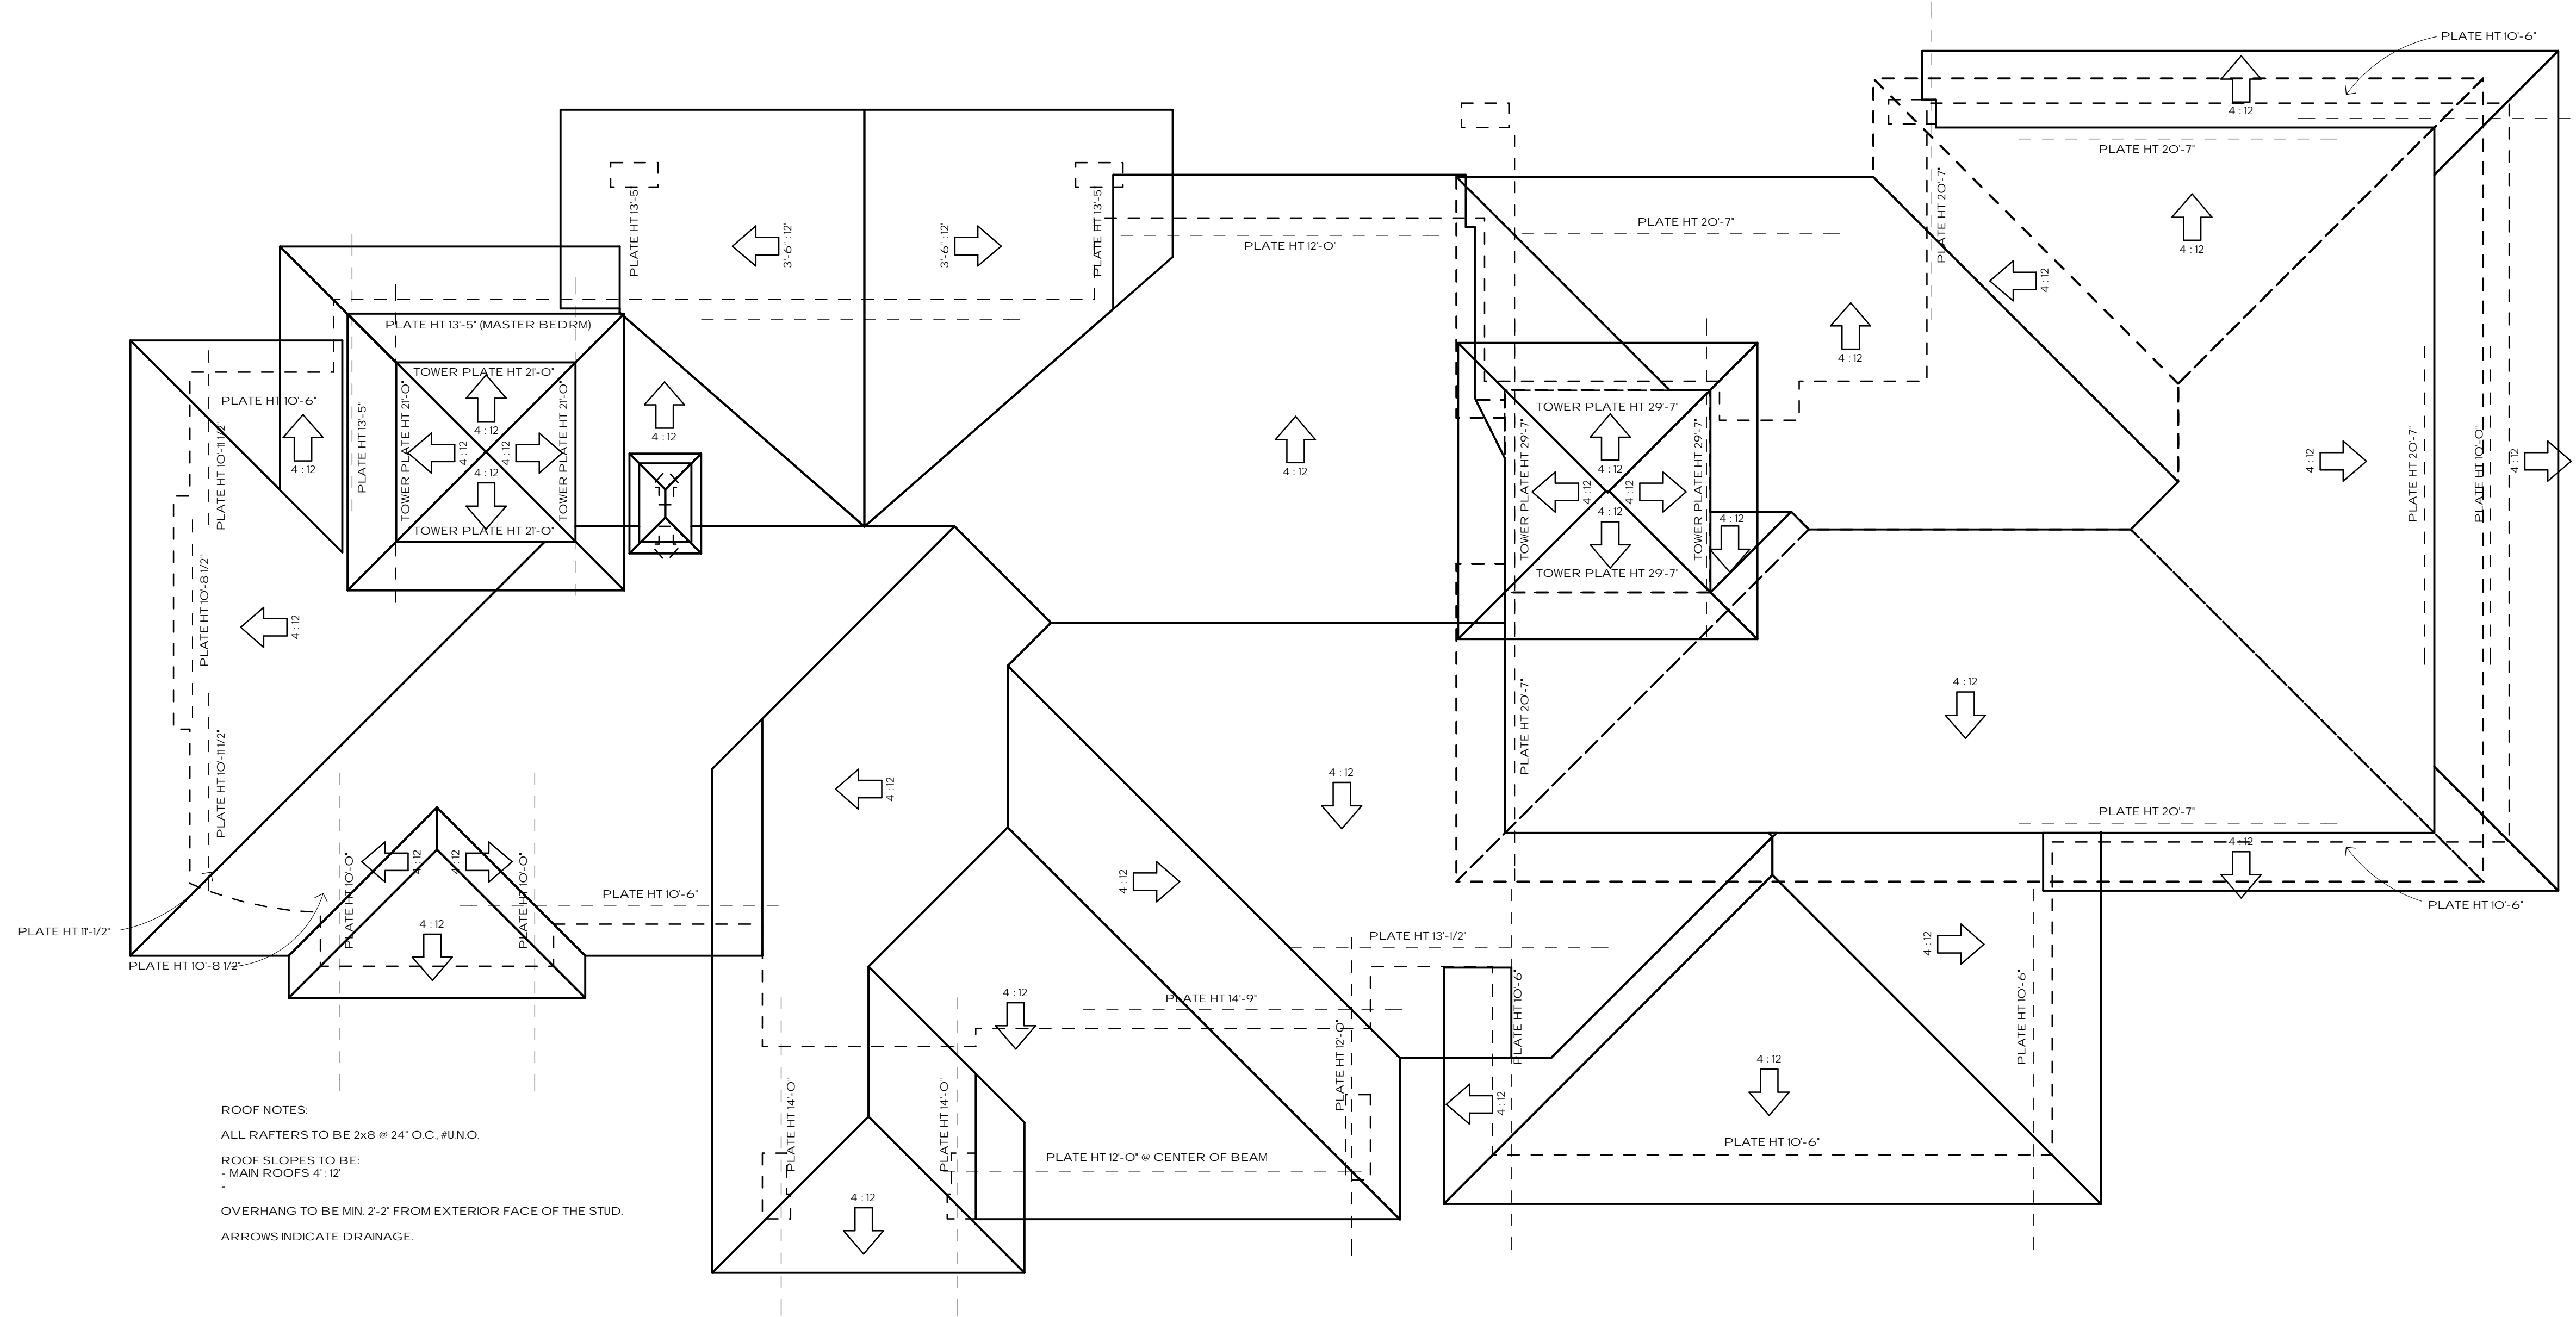 PLATE HT 10'-6"
4 : 12
PLATE HT 20'-7"
PLATE HT 20'-7"
PLATE HT 13'-5"
3'-6" : 12'
3'-6" : 12'
PLATE HT 13'-5"
PLATE HT 12'-0"
PLATE HT 20'-7"
4 : 12
4 : 12
4 : 12
PLATE HT 13'-5" (MASTER BEDRM)
TOWER PLATE HT 21'-0"
TOWER PLATE HT 21'-0"
TOWER PLATE HT 21'-0"
TOWER PLATE HT 21'-0"
4 : 12
4 : 12
4 : 12
4 : 12
PLATE HT 10'-6"
4 : 12
PLATE HT 13'-5"
PLATE HT 10'-11 1/2"
PLATE HT 10'-8 1/2"
PLATE HT 10'-11 1/2"
4 : 12
4 : 12
4 : 12
TOWER PLATE HT 29'-7"
TOWER PLATE HT 29'-7"
TOWER PLATE HT 29'-7"
TOWER PLATE HT 29'-7"
4 : 12
4 : 12
4 : 12
4 : 12
4 : 12
4 : 12
PLATE HT 20'-7"
PLATE HT 10'-0"
4 : 12
PLATE HT 20'-7"
4 : 12
4 : 12
4 : 12
PLATE HT 20'-7"
4 : 12
PLATE HT 10'-6"
PLATE HT 10'-0"
4 : 12
4 : 12
PLATE HT 10'-0"
4 : 12
PLATE HT 10'-6"
PLATE HT 11'-1/2"
PLATE HT 10'-8 1/2"
4 : 12
PLATE HT 13'-1/2"
4 : 12
4 : 12
PLATE HT 14'-9"
PLATE HT 12'-0"
PLATE HT 10'-6"
PLATE HT 10'-6"
4 : 12
4 : 12
PLATE HT 10'-6"
PLATE HT 14'-0"
PLATE HT 14'-0"
PLATE HT 12'-0" @ CENTER OF BEAM
4 : 12
ROOF NOTES:
ALL RAFTERS TO BE 2x8 @ 24" O.C., #U.N.O.
ROOF SLOPES TO BE:
- MAIN ROOFS 4' : 12'
-
OVERHANG TO BE MIN. 2'-2" FROM EXTERIOR FACE OF THE STUD.
ARROWS INDICATE DRAINAGE.